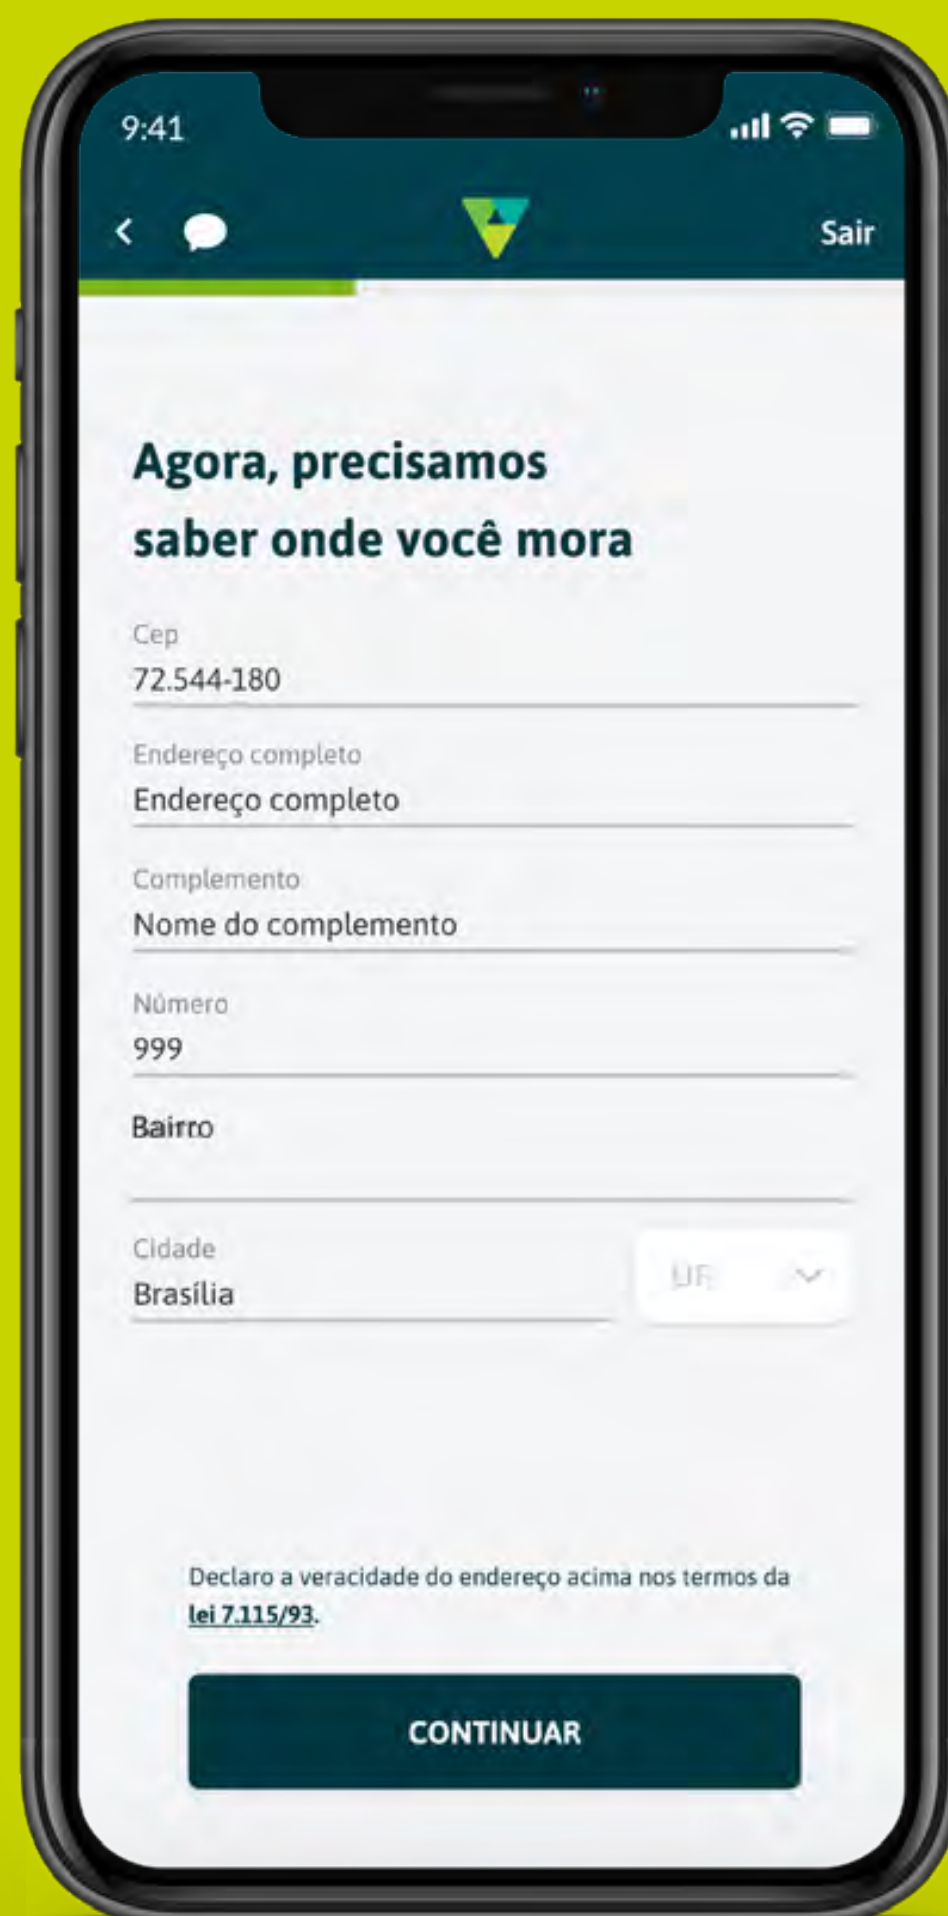 9:41
Sair
Agora, precisamos
saber onde você mora
Cep
72.544-180
Endereço completo
Endereço completo
Complemento
Nome do complemento
Número
999
Bairro
Cidade
Brasília
UF
Declaro a veracidade do endereço acima nos termos da
lei 7.115/93.
CONTINUAR